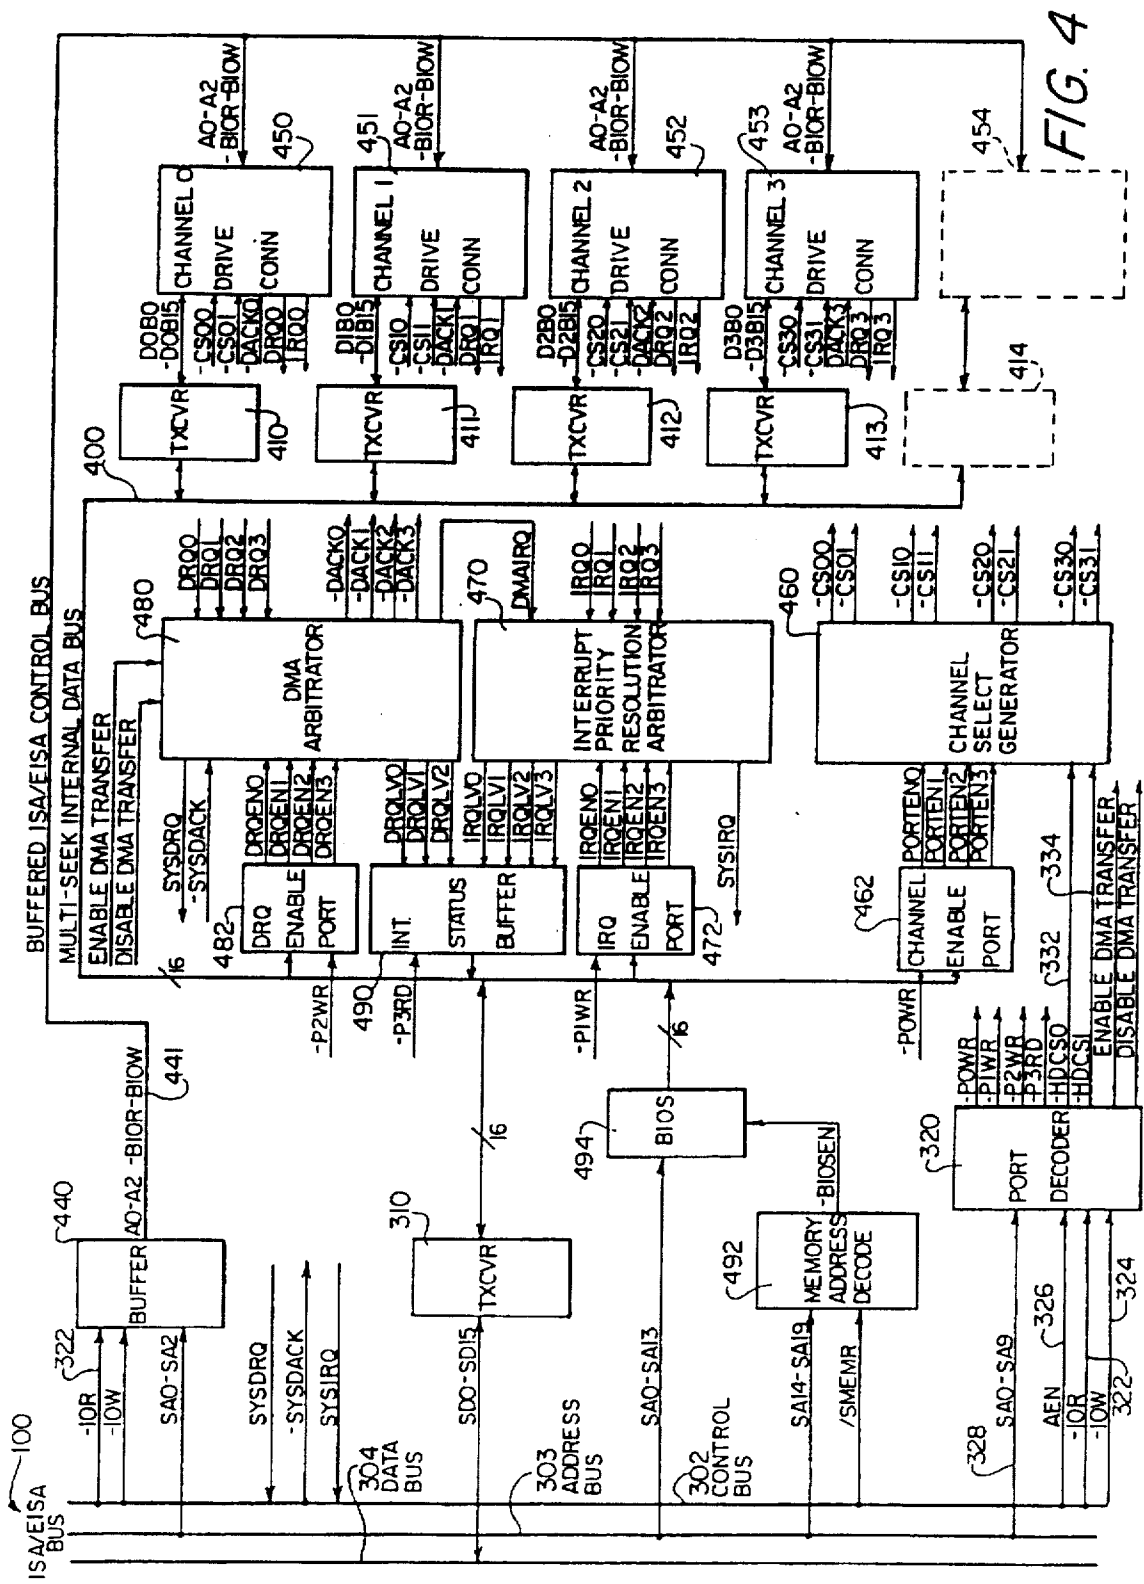 ISA/EISA
BUS
100
304 DATA
BUS
303 ADDRESS
BUS
302 CONTROL
BUS
-IOR
-IOW
SA0-SA2
322
BUFFER
440
A0-A2 -BIOR-BIOW
441
SYSDRQ
-SYSDACK
SYSIRQ
SD0-SD15
TXCVR
310
16
SA0-SA13
BIOS
494
16
SA14-SA19
/SMEMR
MEMORY
ADDRESS
DECODE
492
-BIOSEN
328
SA0-SA9
AEN
-IOR
-IOW
326
322
324
PORT
DECODER
320
-P0WR
-P1WR
-P2WR
P3RD
-HDCS0
-HDCS1
ENABLE DMA TRANSFER
DISABLE DMA TRANSFER
332
334
BUFFERED ISA/EISA CONTROL BUS
MULTI-SEEK INTERNAL DATA BUS
ENABLE DMA TRANSFER
DISABLE DMA TRANSFER
16
SYSDRQ
-SYSDACK
482
DRQ
ENABLE
PORT
-P2WR
DRQEN0
DRQEN1
DRQEN2
DRQEN3
480
DMA
ARBITRATOR
DRQ0
DRQ1
DRQ2
DRQ3
-DACK0
-DACK1
-DACK2
-DACK3
DMAIRQ
490
INT.
STATUS
BUFFER
-P3RD
DRQLV0
DRQLV1
DRQLV2
IRQLV0
IRQLV1
IRQLV2
IRQLV3
470
INTERRUPT
PRIORITY
RESOLUTION
ARBITRATOR
IRQ0
IRQ1
IRQ2
IRQ3
IRQ
ENABLE
PORT
472
-P1WR
IRQEN0
IRQEN1
IRQEN2
IRQEN3
SYSIRQ
462
CHANNEL
ENABLE
PORT
-P0WR
PORTEN0
PORTEN1
PORTEN2
PORTEN3
460
CHANNEL
SELECT
GENERATOR
-CS00
-CS01
-CS10
-CS11
-CS20
-CS21
-CS30
-CS31
400
TXCVR
410
D0B0
-D0B15
-CS00
-CS01
-DACK0
DRQ0
IRQ0
CHANNEL 0
DRIVE
CONN
450
A0-A2
-BIOR-BIOW
TXCVR
411
D1B0
-D1B15
-CS10
-CS11
-DACK1
DRQ1
IRQ1
CHANNEL 1
DRIVE
CONN
451
A0-A2
-BIOR-BIOW
TXCVR
412
D2B0
-D2B15
-CS20
-CS21
-DACK2
DRQ2
IRQ2
CHANNEL 2
DRIVE
CONN
452
A0-A2
-BIOR-BIOW
TXCVR
413
D3B0
-D3B15
-CS30
-CS31
DACK3
DRQ3
IRQ3
CHANNEL 3
DRIVE
CONN
453
A0-A2
-BIOR-BIOW
414
454
FIG. 4